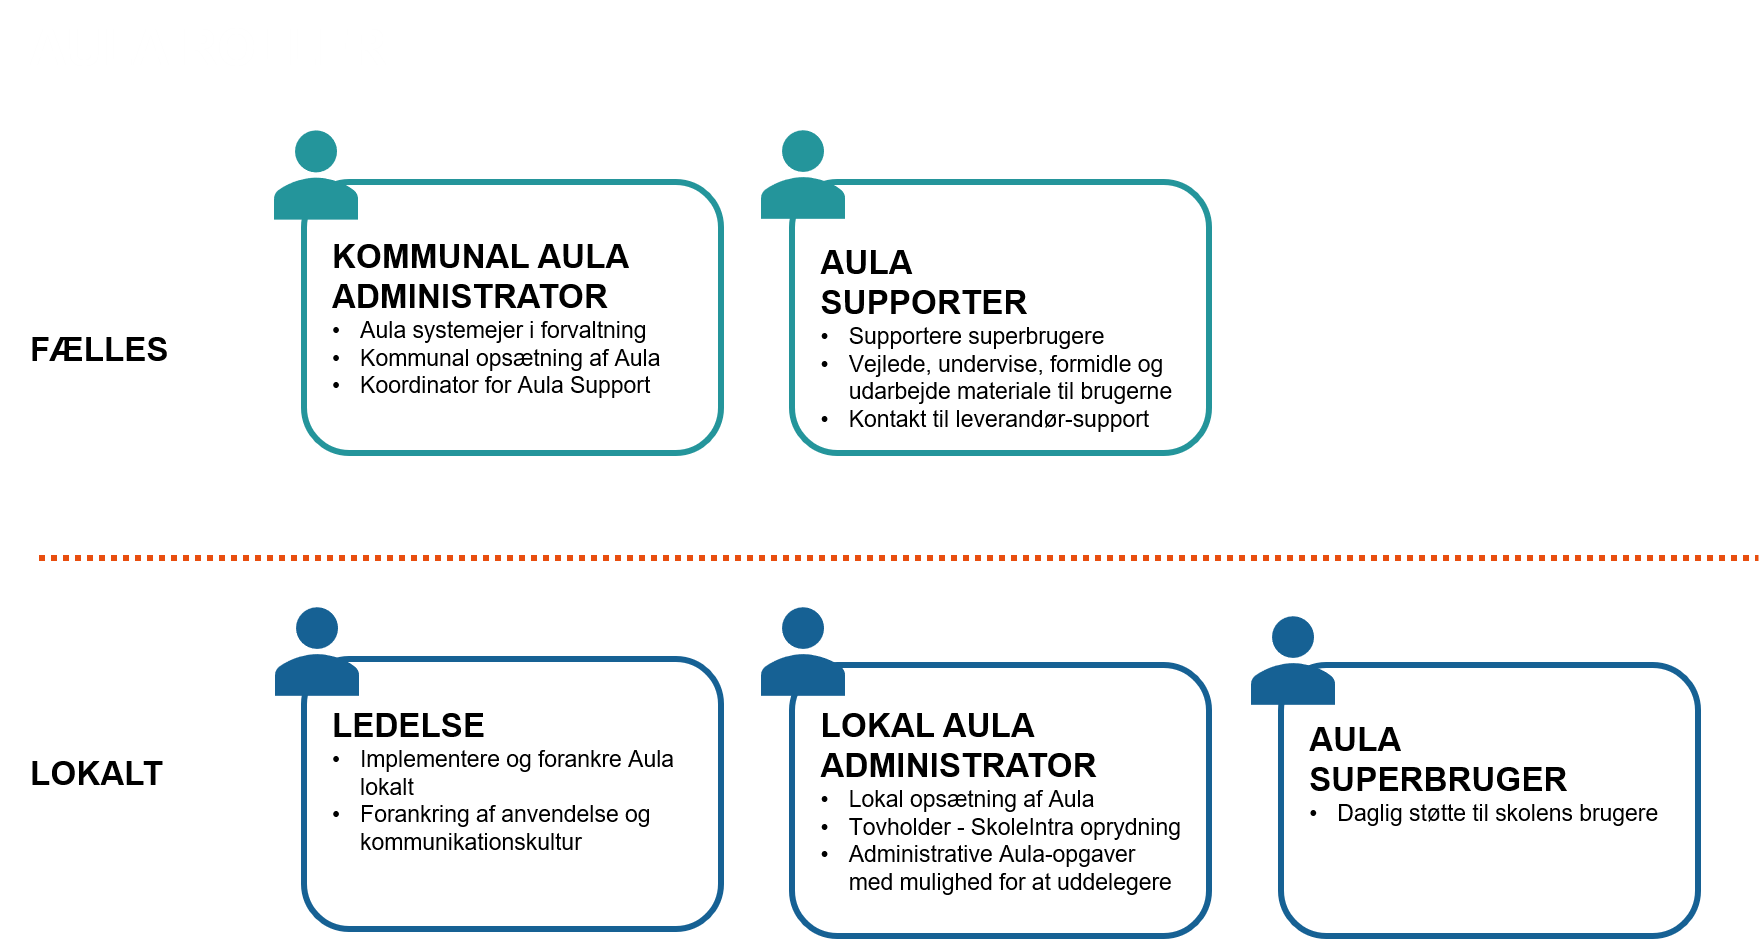 FÆLLES
KOMMUNAL AULA
ADMINISTRATOR
• Aula systemejer i forvaltning
• Kommunal opsætning af Aula
• Koordinator for Aula Support
AULA
SUPPORTER
• Supportere superbrugere
• Vejlede, undervise, formidle og
udarbejde materiale til brugerne
• Kontakt til leverandør-support
LOKALT
LEDELSE
• Implementere og forankre Aula
lokalt
• Forankring af anvendelse og
kommunikationskultur
LOKAL AULA
ADMINISTRATOR
• Lokal opsætning af Aula
• Tovholder - SkoleIntra oprydning
• Administrative Aula-opgaver
med mulighed for at uddelegere
AULA
SUPERBRUGER
• Daglig støtte til skolens brugere